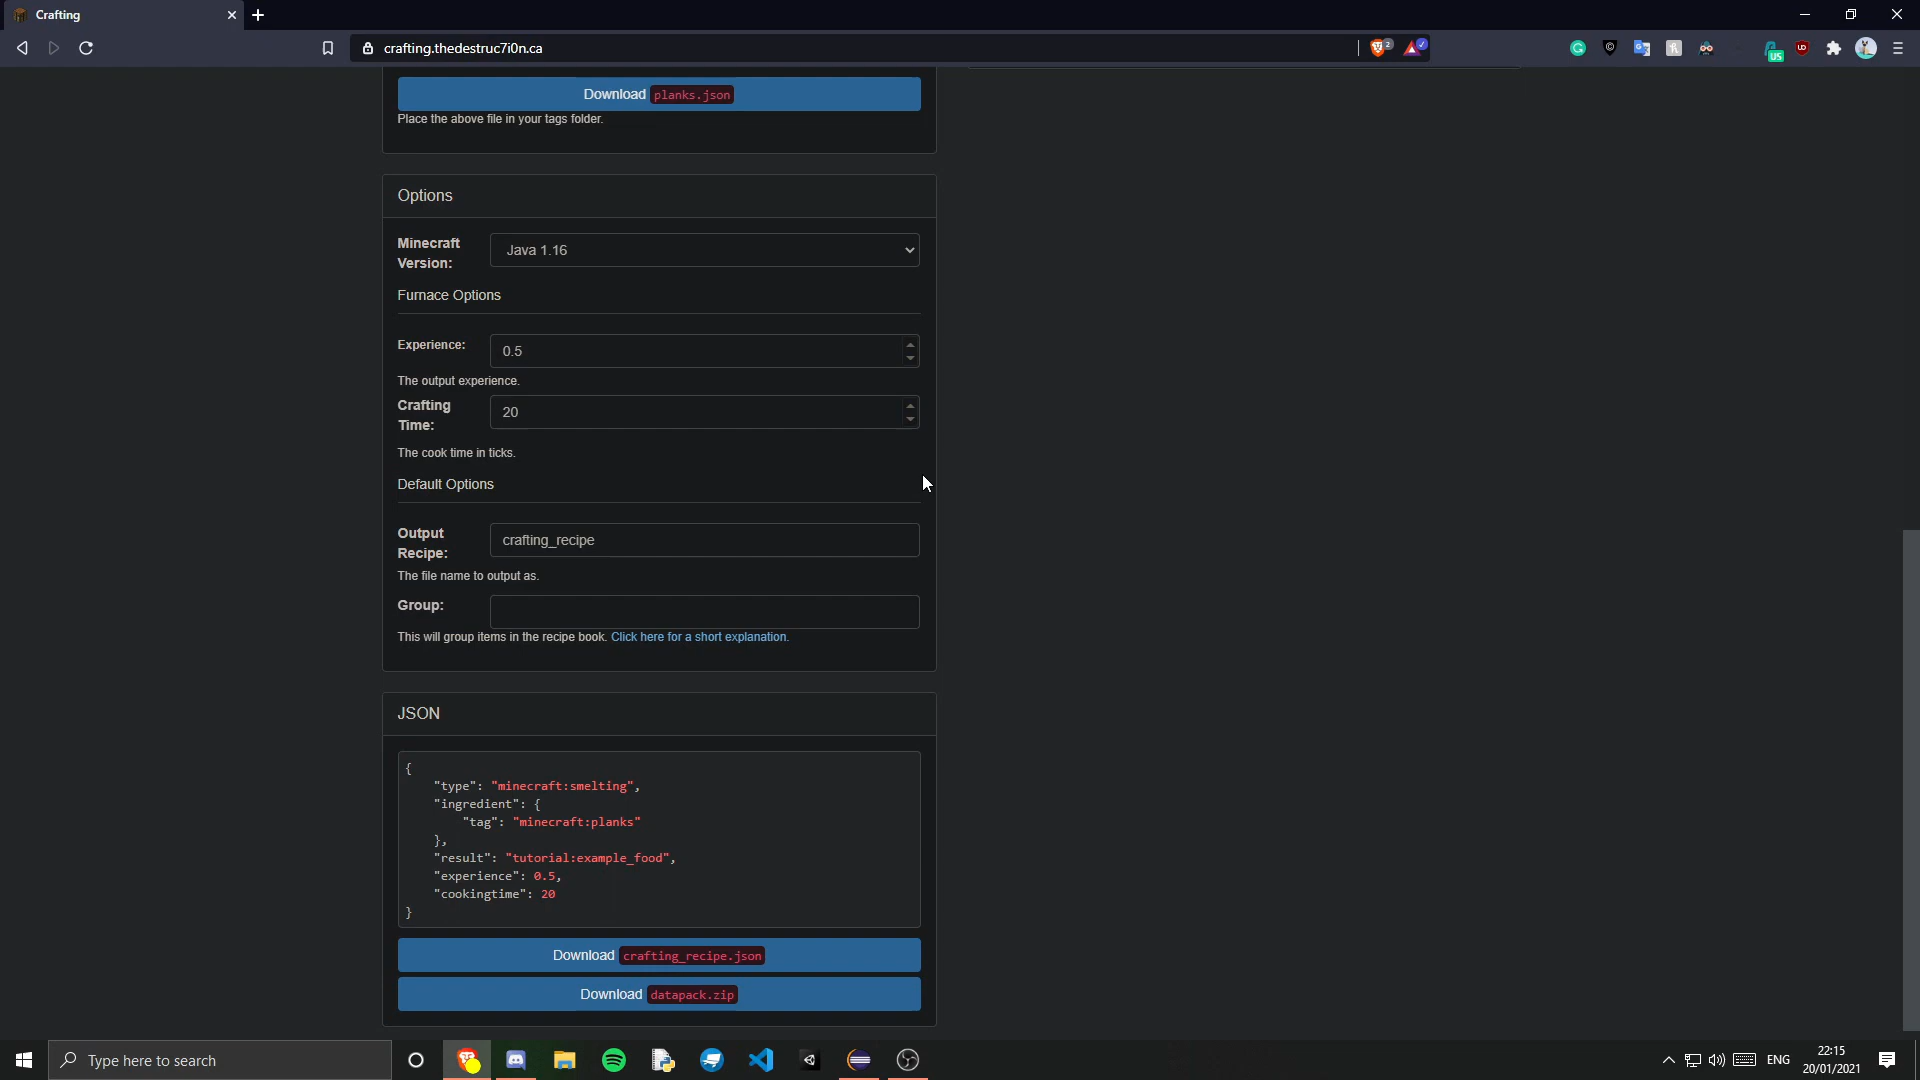 Crafting
crafting.thedestruc7i0n.ca
2
US
Download planks.json
Place the above file in your tags folder.
Options
Minecraft Version:
Java 1.16
Furnace Options
Experience:
0.5
The output experience.
Crafting Time:
20
The cook time in ticks.
Default Options
Output Recipe:
crafting_recipe
The file name to output as.
Group:
This will group items in the recipe book. Click here for a short explanation.
JSON
{
"type": "minecraft:smelting",
"ingredient": {
"tag": "minecraft:planks"
},
"result": "tutorial:example_food",
"experience": 0.5,
"cookingtime": 20
}
Download crafting_recipe.json
Download datapack.zip
Type here to search
ENG
22:15
20/01/2021